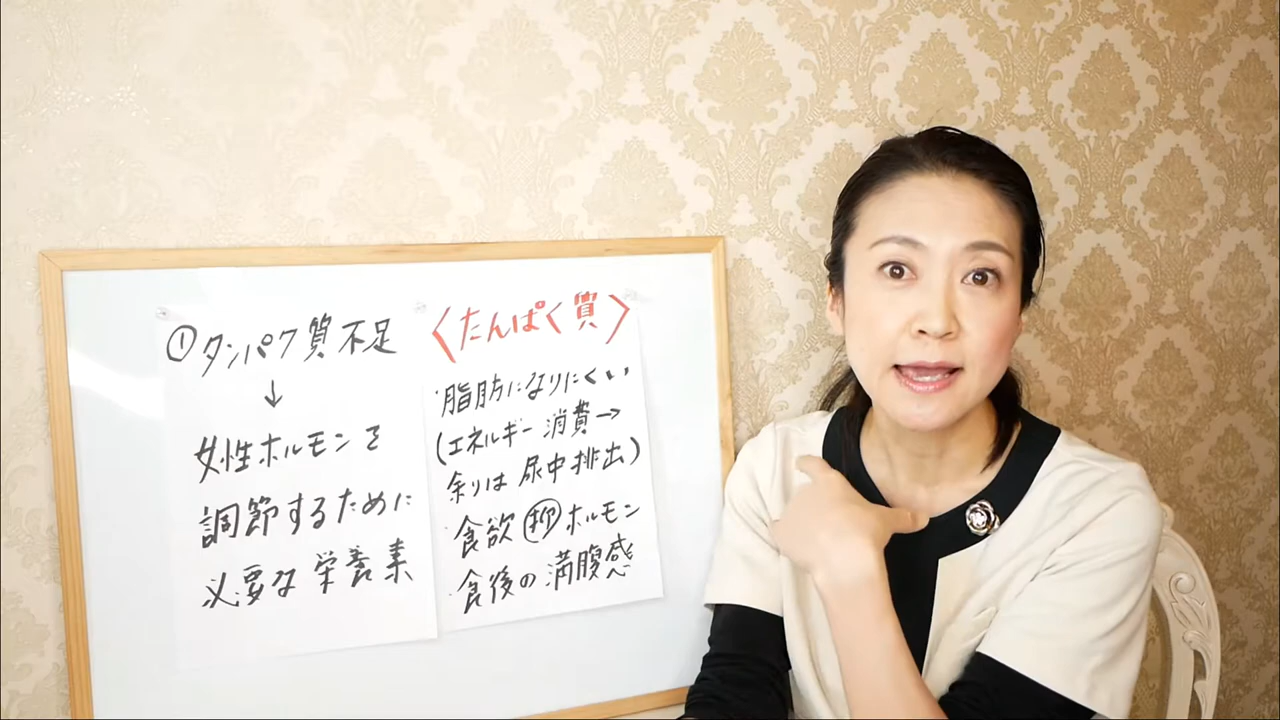 ①タンパク質不足
↓
女性ホルモンを
調節するために
必要な栄養素
〈たんぱく質〉
・脂肪になりにくい
(エネルギー消費→
余りは尿中排出)
・食欲㊥ホルモン
・食後の満腹感